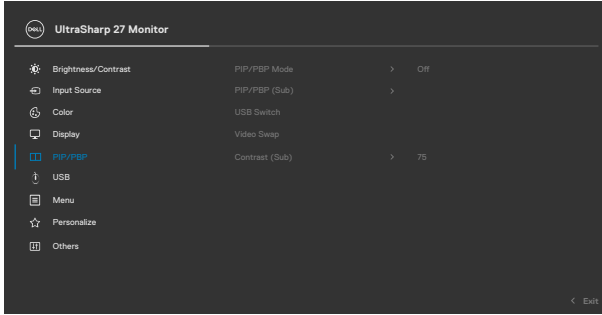 DELL UltraSharp 27 Monitor
Brightness/Contrast PIP/PBP Mode > Off
Input Source PIP/PBP (Sub) >
Color USB Switch
Display Video Swap
PIP/PBP Contrast (Sub) > 75
USB
Menu
Personalize
Others
< Exit